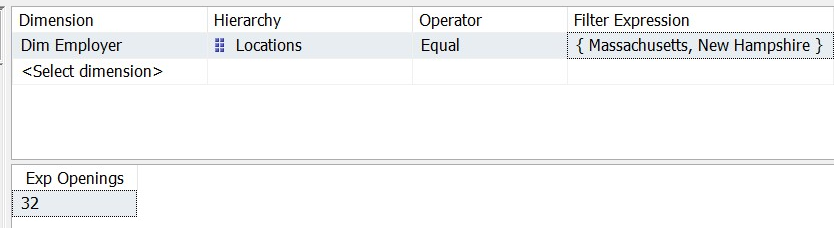 Dimension Hierarchy Operator Filter Expression
Dim Employer Locations Equal { Massachusetts, New Hampshire }
<Select dimension>
Exp Openings
32